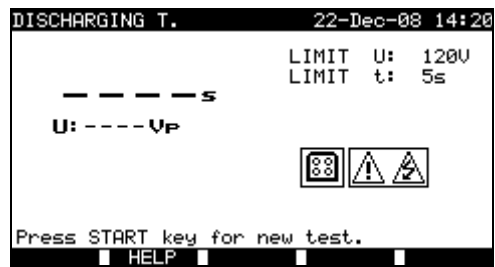 DISCHARGING T. 22-Dec-08 14:20
LIMIT U: 120V
LIMIT t: 5s
----s
U:----Vp
Press START key for new test.
HELP